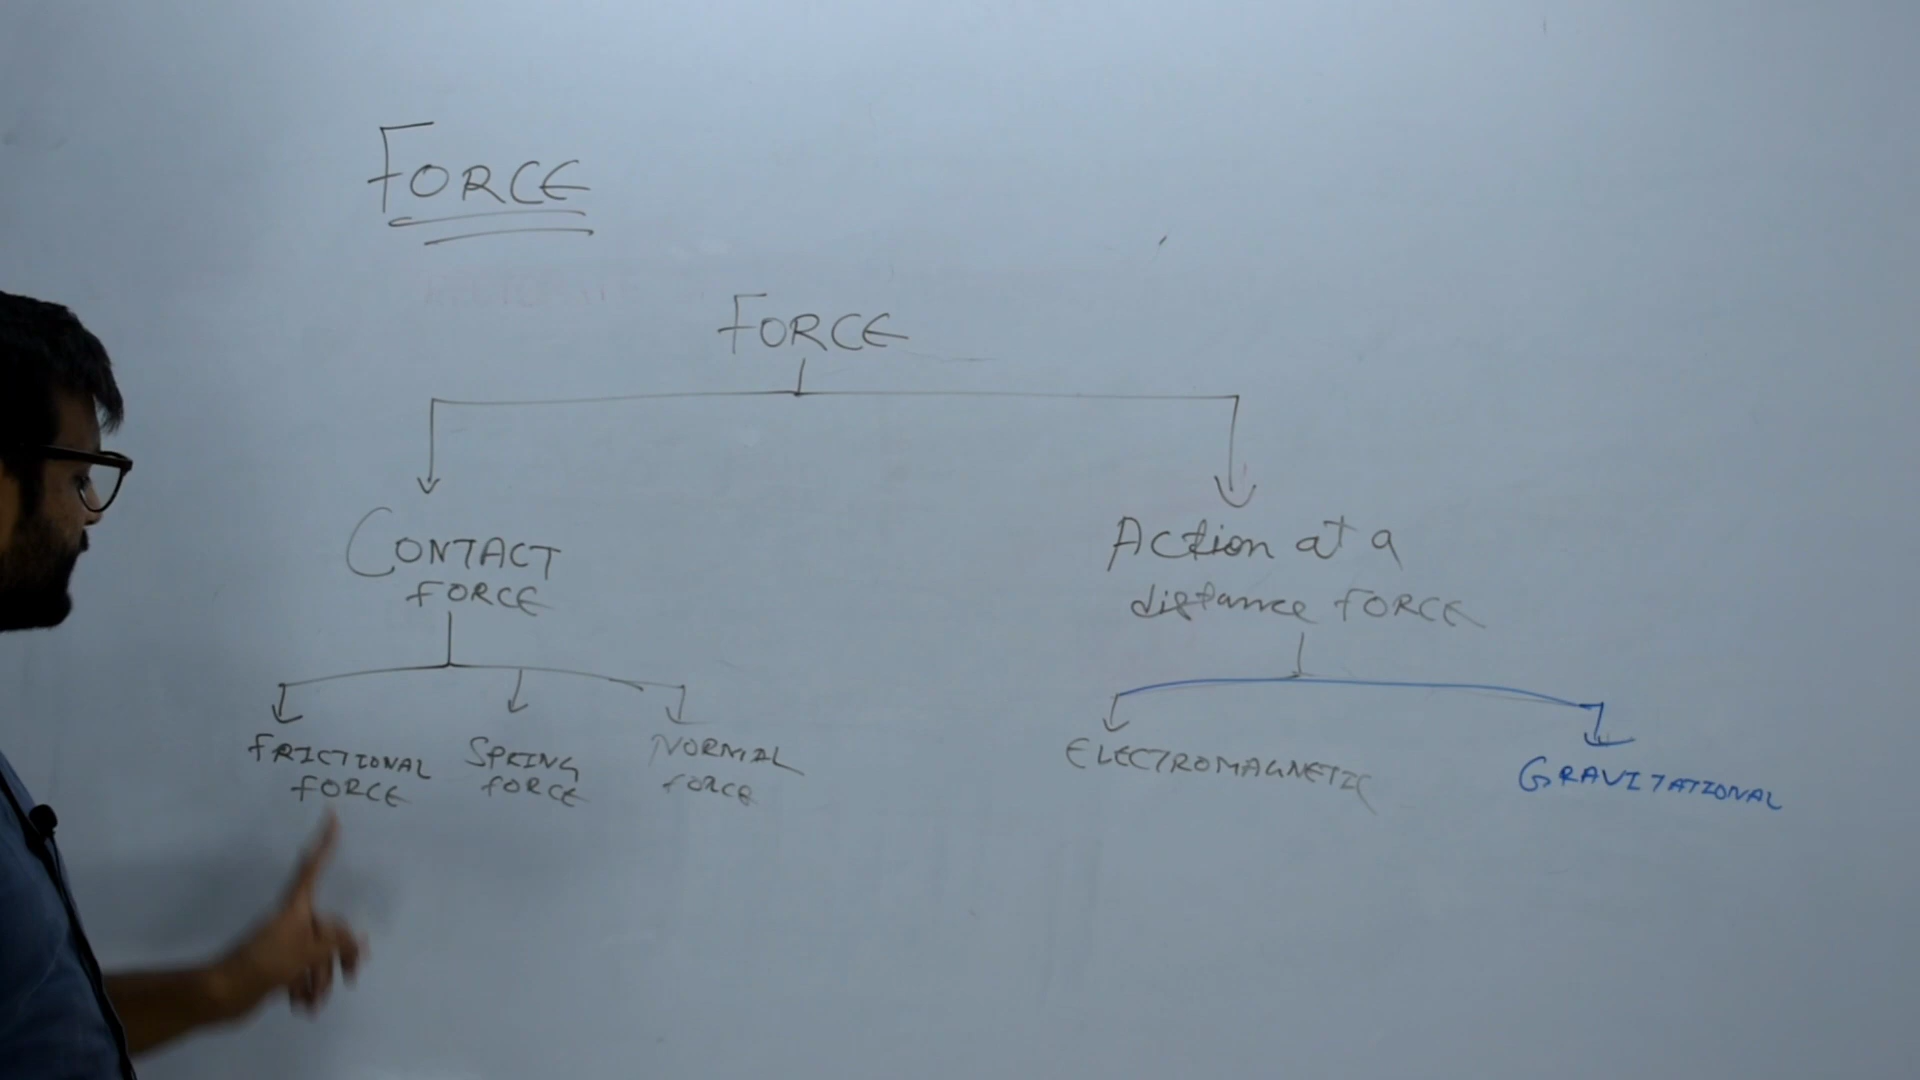 FORCE
FORCE
CONTACT
FORCE
Action at a
distance FORCE
FRICTIONAL
FORCE
SPRING
FORCE
NORMAL
FORCE
ELECTROMAGNETIC
GRAVITATIONAL